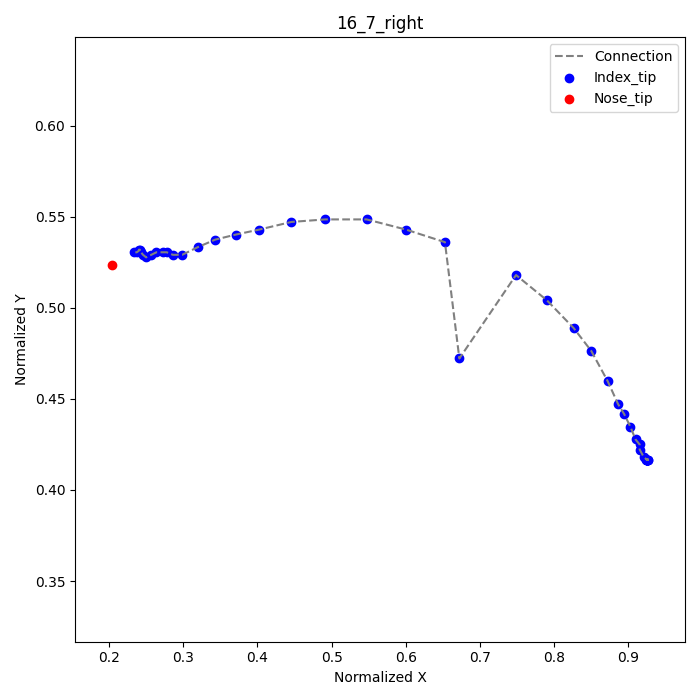 16_7_right
Connection
Index_tip
Nose_tip
0.60
0.55
0.50
0.45
0.40
0.35
Normalized Y
0.2 0.3 0.4 0.5 0.6 0.7 0.8 0.9
Normalized X